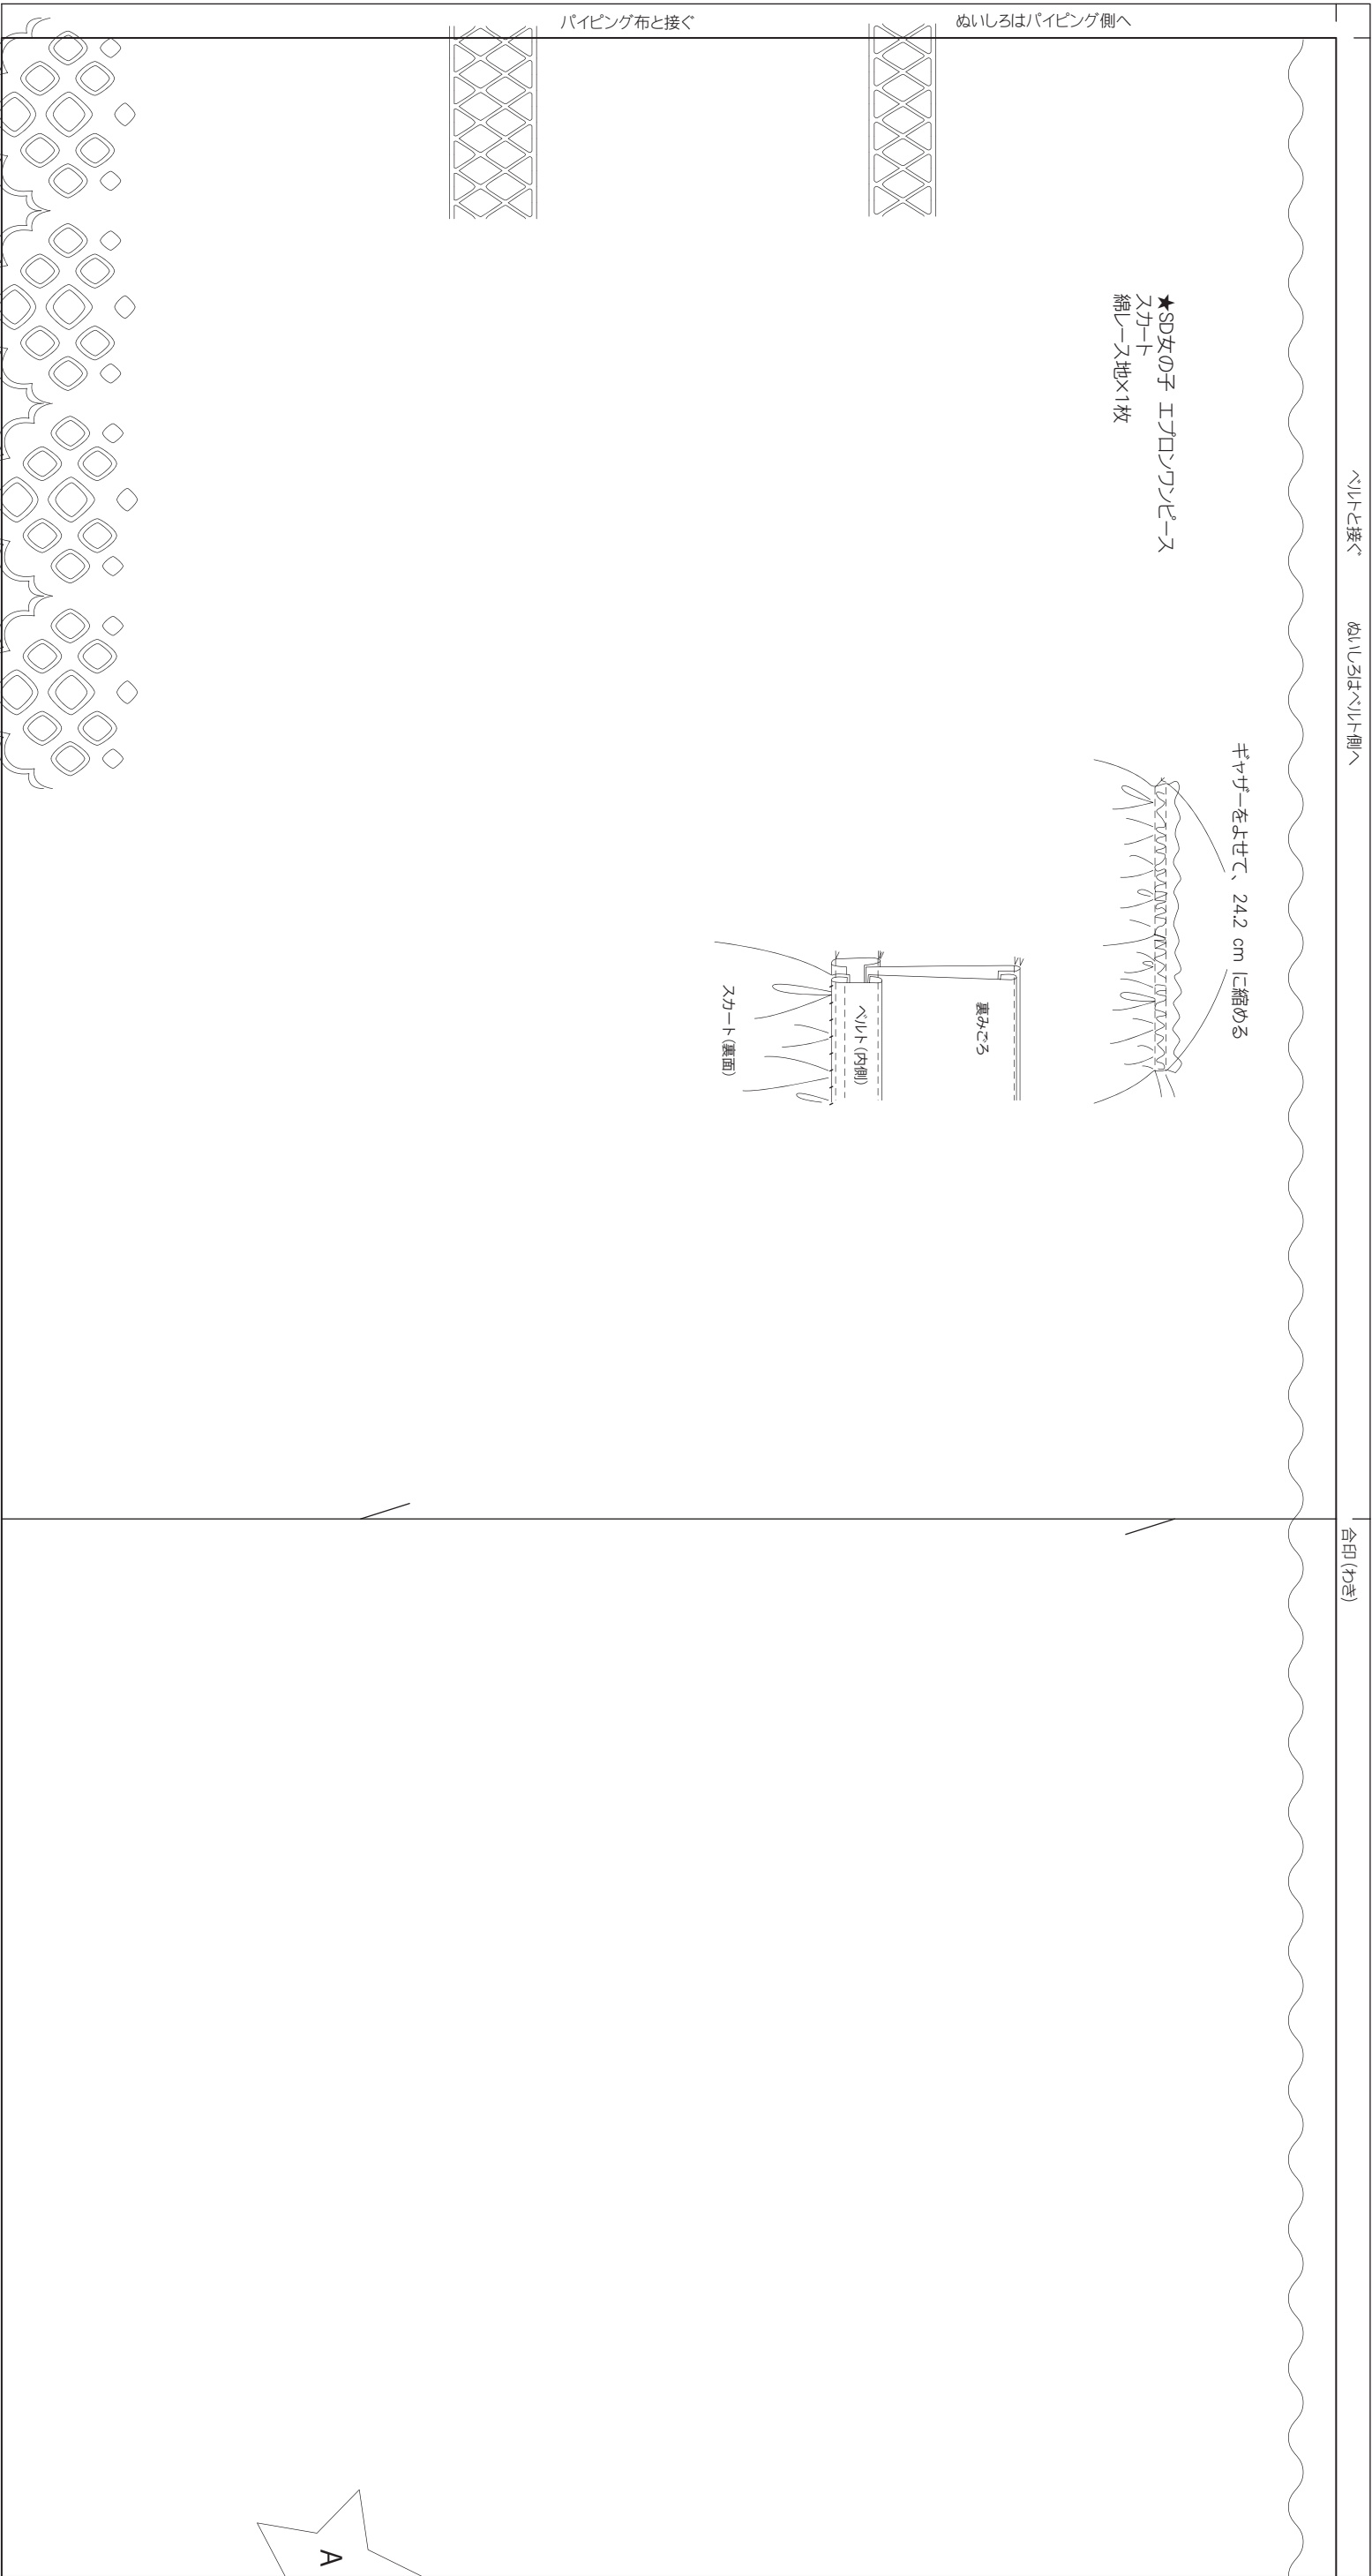 パイピング布と接ぐ
ぬいしろはパイピング側へ
ベルトと接ぐ
ぬいしろはベルト側へ
★SD女の子 エプロンワンピース
スカート
綿レース地×1枚
ギャザーをよせて、24.2 cm に縮める
裏みごろ
ベルト(内側)
スカート(裏面)
合印(わき)
A